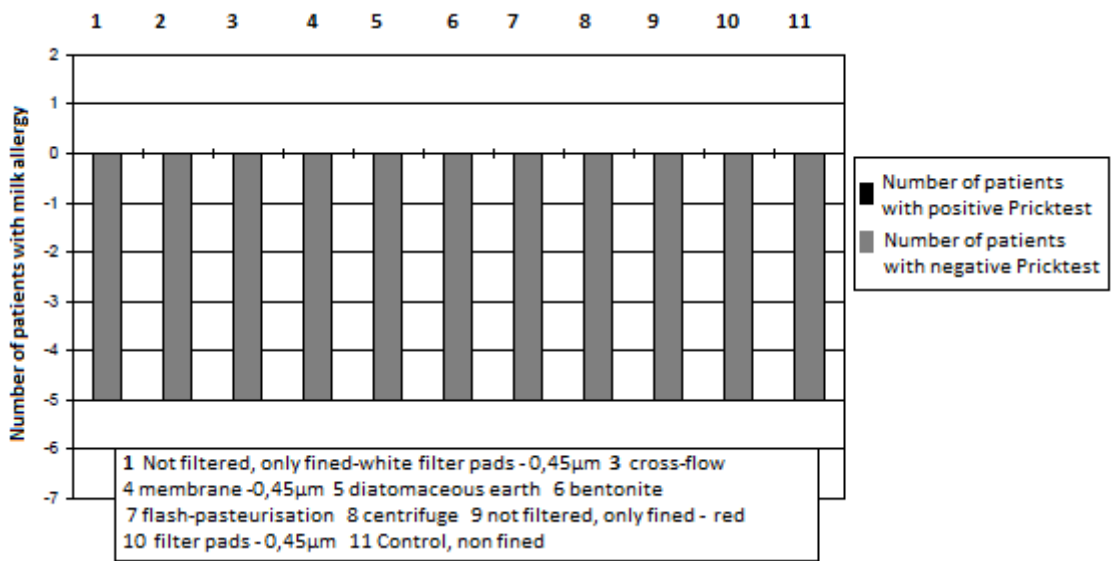 1 2 3 4 5 6 7 8 9 10 11
Number of patients with milk allergy
2
1
0
-1
-2
-3
-4
-5
-6
-7
Number of patients
with positive Pricktest
Number of patients
with negative Pricktest
1 Not filtered, only fined-white filter pads - 0,45µm 3 cross-flow
4 membrane -0,45µm 5 diatomaceous earth 6 bentonite
7 flash-pasteurisation 8 centrifuge 9 not filtered, only fined - red
10 filter pads - 0,45µm 11 Control, non fined